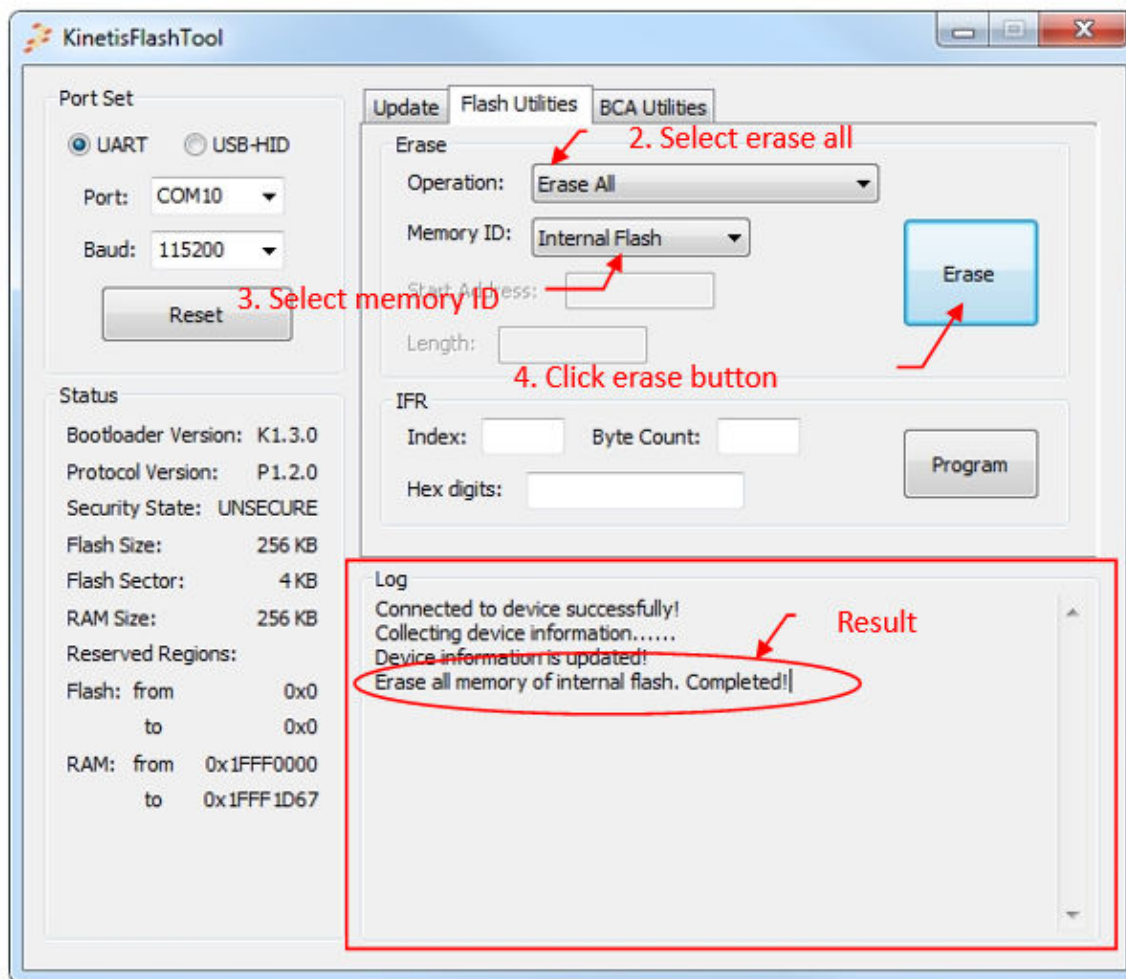 KinetisFlashTool
Port Set
UART USB-HID
Port: COM10
Baud: 115200
Reset
Status
Bootloader Version: K1.3.0
Protocol Version: P1.2.0
Security State: UNSECURE
Flash Size: 256 KB
Flash Sector: 4 KB
RAM Size: 256 KB
Reserved Regions:
Flash: from 0x0
to 0x0
RAM: from 0x1FFF0000
to 0x1FFF1D67
Update Flash Utilities BCA Utilities
Erase
2. Select erase all
Operation: Erase All
Memory ID: Internal Flash
Erase
3. Select memory ID
Start Address:
Length:
4. Click erase button
IFR
Index: Byte Count:
Hex digits:
Program
Log
Connected to device successfully!
Collecting device information......
Device information is updated!
Erase all memory of internal flash. Completed!
Result